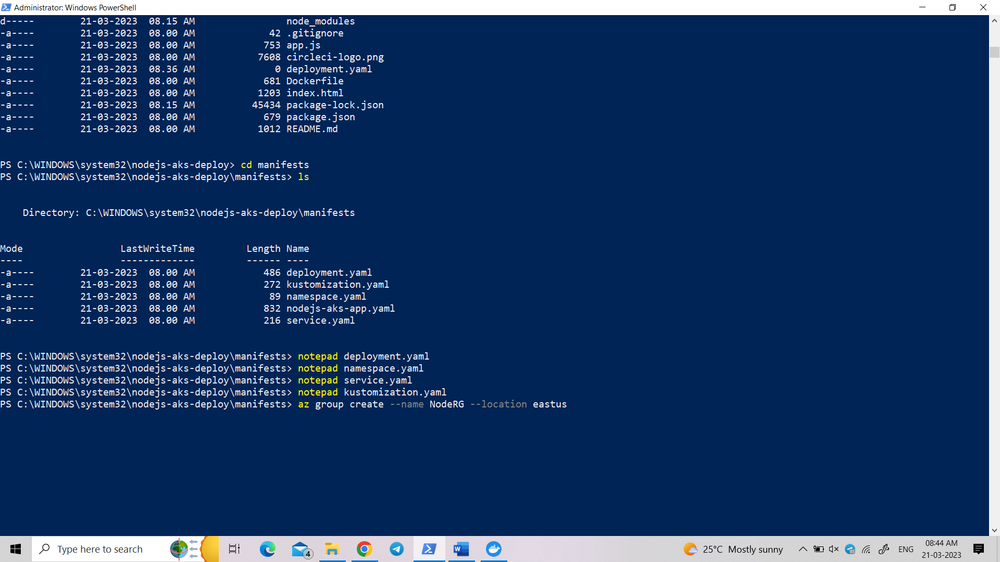 Administrator: Windows PowerShell
d-----        21-03-2023  08.15 AM                node_modules
-a----        21-03-2023  08.00 AM             42 .gitignore
-a----        21-03-2023  08.00 AM            753 app.js
-a----        21-03-2023  08.00 AM           7608 circleci-logo.png
-a----        21-03-2023  08.36 AM              0 deployment.yaml
-a----        21-03-2023  08.00 AM            681 Dockerfile
-a----        21-03-2023  08.00 AM           1203 index.html
-a----        21-03-2023  08.15 AM          45434 package-lock.json
-a----        21-03-2023  08.00 AM            679 package.json
-a----        21-03-2023  08.00 AM           1012 README.md
PS C:\WINDOWS\system32\nodejs-aks-deploy> cd manifests
PS C:\WINDOWS\system32\nodejs-aks-deploy\manifests> ls
    Directory: C:\WINDOWS\system32\nodejs-aks-deploy\manifests
Mode                 LastWriteTime         Length Name
----                 -------------         ------ ----
-a----        21-03-2023  08.00 AM            486 deployment.yaml
-a----        21-03-2023  08.00 AM            272 kustomization.yaml
-a----        21-03-2023  08.00 AM             89 namespace.yaml
-a----        21-03-2023  08.00 AM            832 nodejs-aks-app.yaml
-a----        21-03-2023  08.00 AM            216 service.yaml
PS C:\WINDOWS\system32\nodejs-aks-deploy\manifests> notepad deployment.yaml
PS C:\WINDOWS\system32\nodejs-aks-deploy\manifests> notepad namespace.yaml
PS C:\WINDOWS\system32\nodejs-aks-deploy\manifests> notepad service.yaml
PS C:\WINDOWS\system32\nodejs-aks-deploy\manifests> notepad kustomization.yaml
PS C:\WINDOWS\system32\nodejs-aks-deploy\manifests> az group create --name NodeRG --location eastus
Type here to search
4
W
25°C Mostly sunny
ENG
08:44 AM
21-03-2023